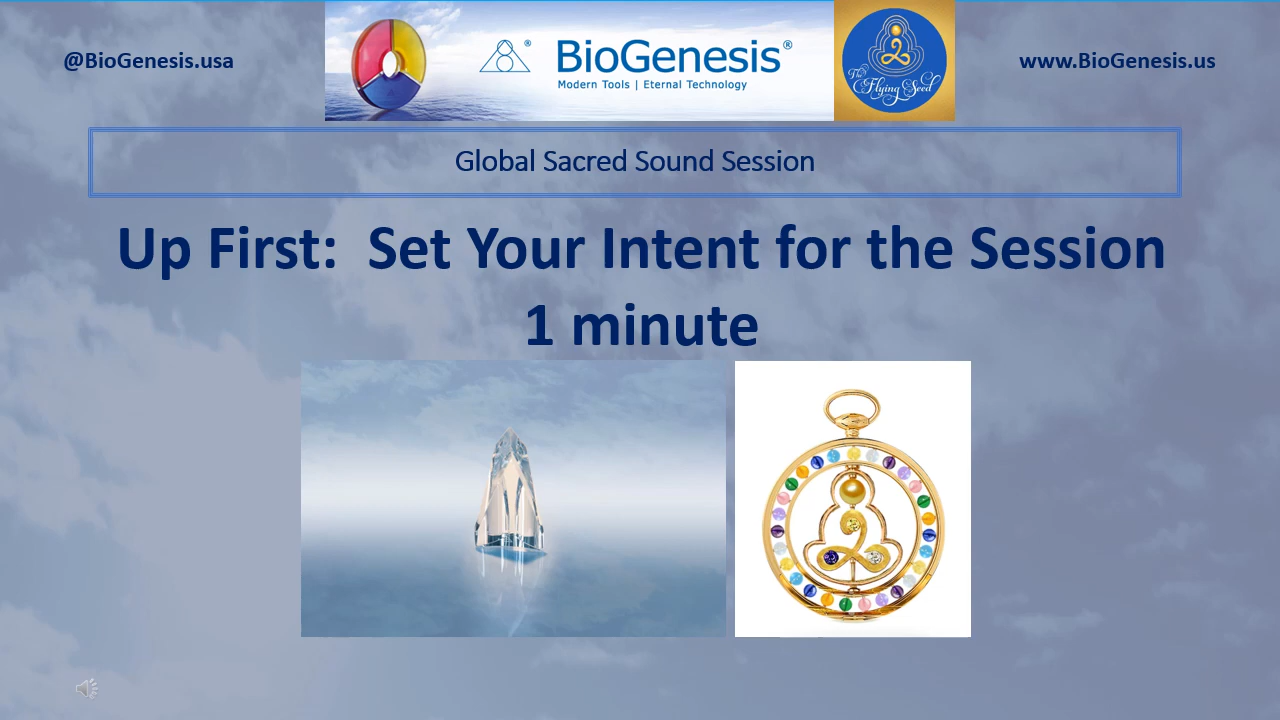 @BioGenesis.usa
BioGenesis®
Modern Tools | Eternal Technology
®
The
Flying Seed
www.BioGenesis.us
Global Sacred Sound Session
Up First:  Set Your Intent for the Session
1 minute